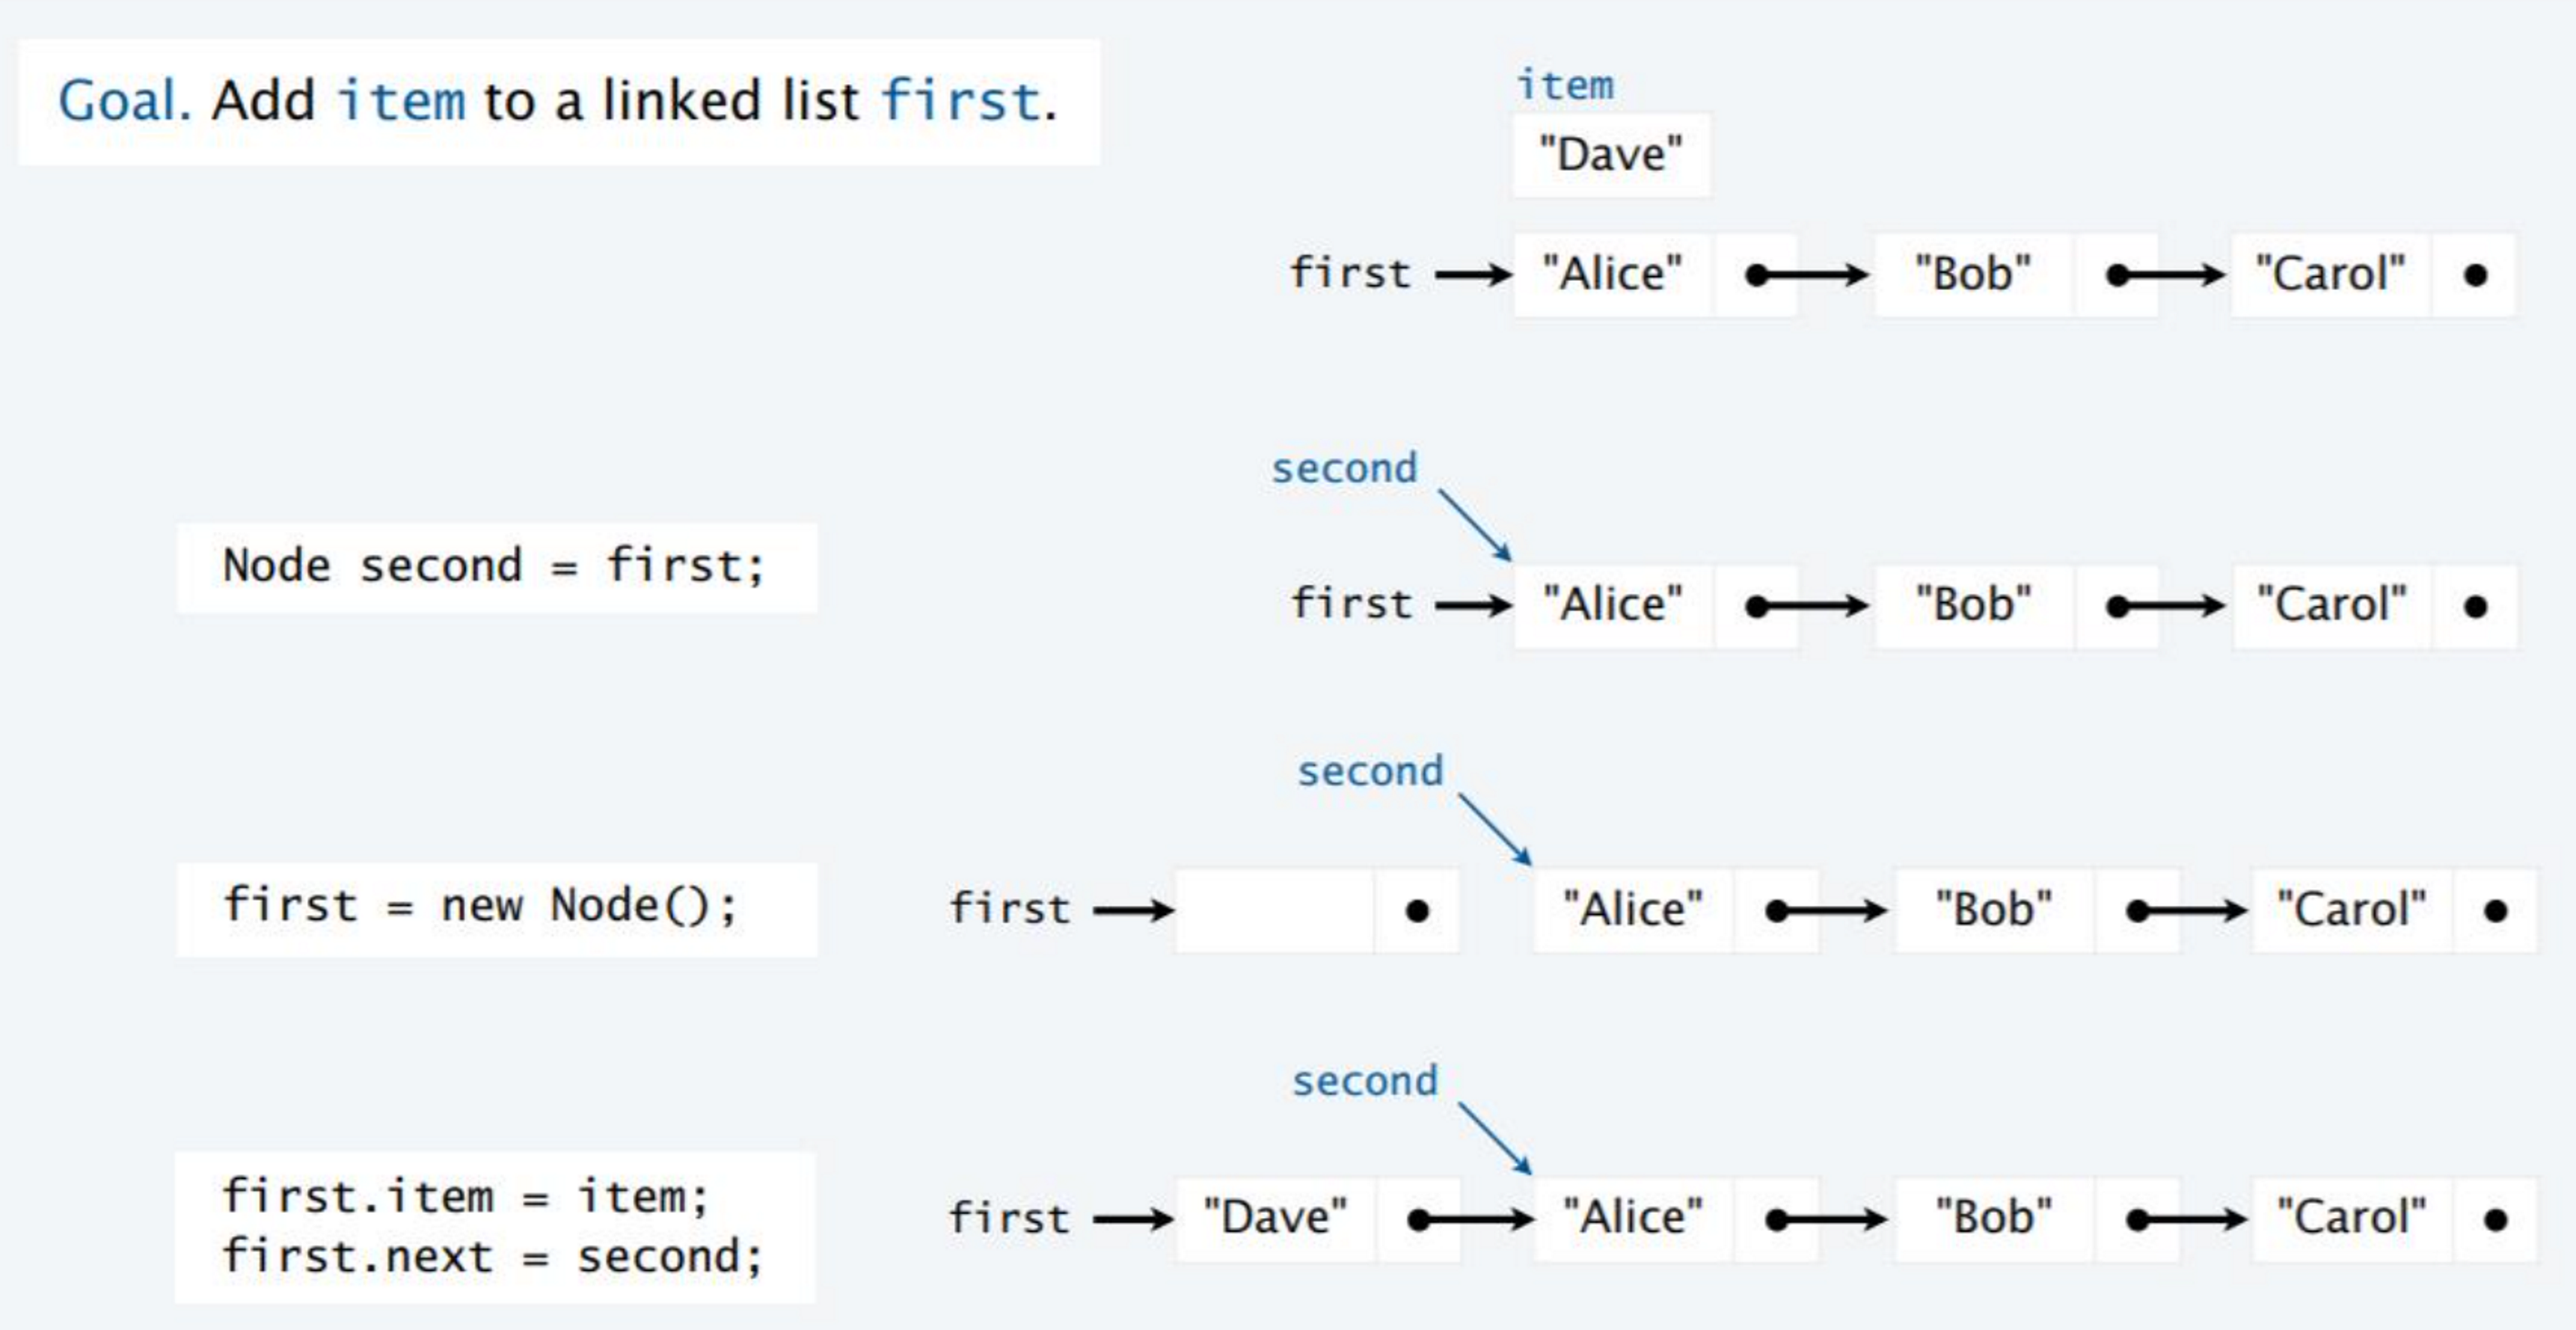 Goal. Add item to a linked list first.
item
"Dave"
first "Alice" "Bob" "Carol"
second
Node second = first;
first "Alice" "Bob" "Carol"
second
first = new Node();
first "Alice" "Bob" "Carol"
second
first.item = item;
first.next = second;
first "Dave" "Alice" "Bob" "Carol"